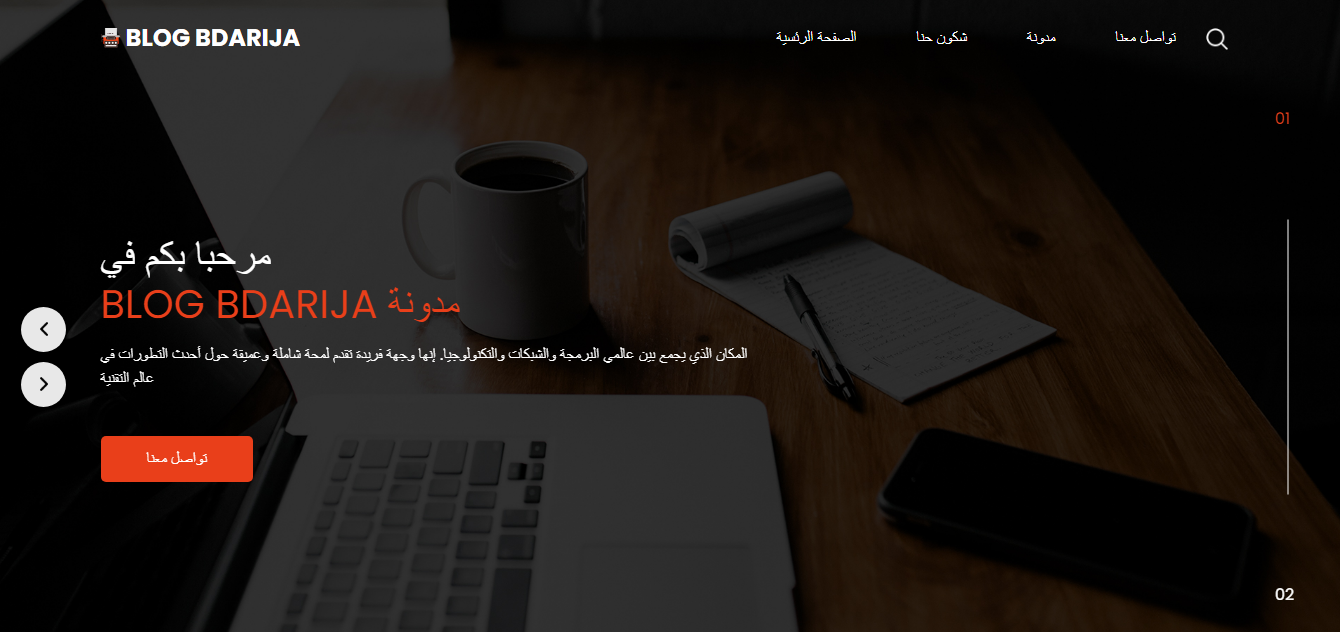 BLOG BDARIJA
الصفحة الرئسية
شكون حنا
مدونة
تواصل معنا
01
مرحبا بكم في
BLOG BDARIJA مدونة
المكان الذي يجمع بين عالمي البرمجة والشبكات والتكنولوجيا. إنها وجهة فريدة تقدم لمحة شاملة وعميقة حول أحدث التطورات في
عالم التقنية
تواصل معنا
02